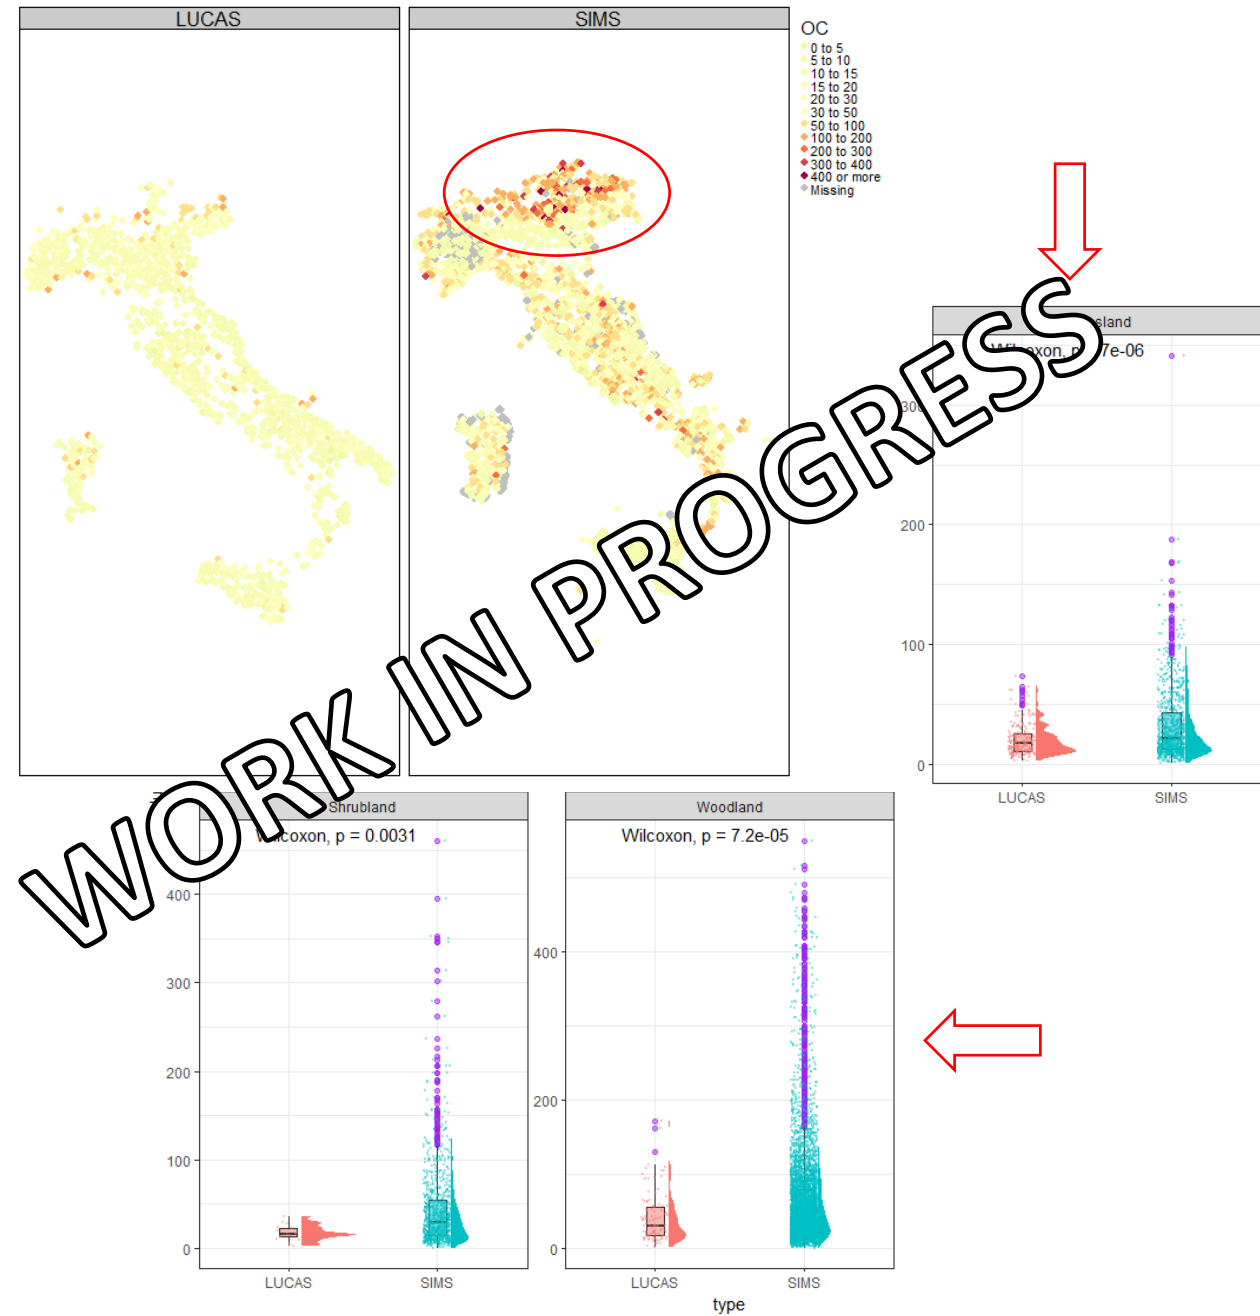 LUCAS
SIMS
OC
0 to 5
5 to 10
10 to 15
15 to 20
20 to 30
30 to 50
50 to 100
100 to 200
200 to 300
300 to 400
400 or more
Missing
200
100
0
LUCAS
SIMS
WORK IN PROGRESS
Shrubland
Wilcoxon, p = 0.0031
400
300
200
100
0
LUCAS
SIMS
Woodland
Wilcoxon, p = 7.2e-05
400
200
0
LUCAS
SIMS
type